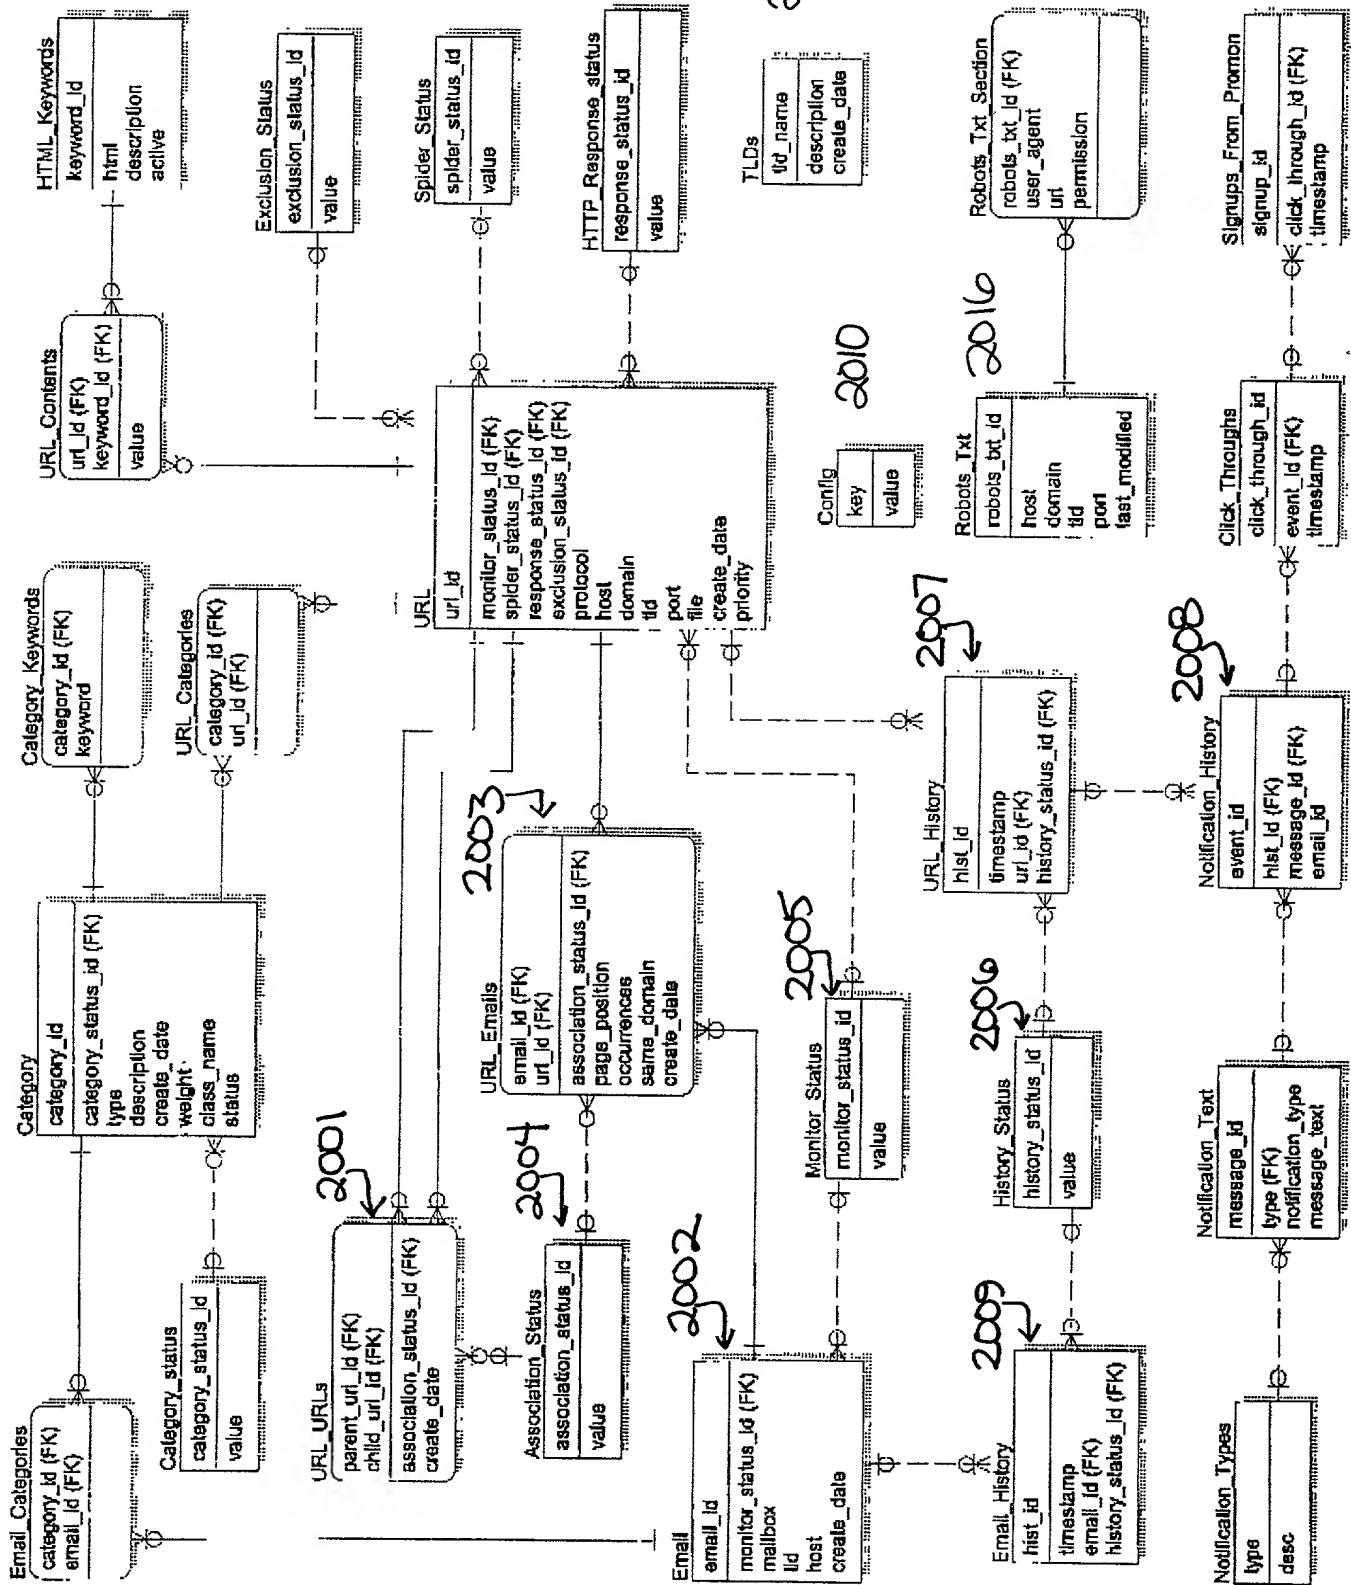 Email_Categories
category_id (FK)
email_id (FK)
Category
category_id
category_status_id (FK)
type
description
create_date
weight
class_name
status
Category_Keywords
category_id (FK)
keyword
URL_Contents
url_id (FK)
keyword_id (FK)
value
HTML_Keywords
keyword_id
html
description
active
Category_status
category_status_id
value
URL_Categories
category_id (FK)
url_id (FK)
Exclusion_Status
exclusion_status_id
value
URL_URLs
2001
parent_url_id (FK)
child_url_id (FK)
association_status_id (FK)
create_date
URL
url_id
monitor_status_id (FK)
spider_status_id (FK)
response_status_id (FK)
exclusion_status_id (FK)
protocol
host
domain
tld
port
file
create_date
priority
Spider_Status
spider_status_id
value
URL_Emails
2003
email_id (FK)
url_id (FK)
association_status_id (FK)
page_position
occurrences
same_domain
create_date
Association_Status
2004
association_status_id
value
HTTP_Response_status
response_status_id
value
Email
2002
email_id
monitor_status_id (FK)
mailbox
tld
host
create_date
Monitor_Status
2005
monitor_status_id
value
Config
2010
key
value
TLDs
tld_name
description
create_date
Email_History
2009
hist_id
timestamp
email_id (FK)
history_status_id (FK)
History_Status
2006
history_status_id
value
URL_History
2007
hist_id
timestamp
url_id (FK)
history_status_id (FK)
Robots_Txt
2016
robots_txt_id
host
domain
tld
port
last_modified
Robots_Txt_Section
robots_txt_id (FK)
user_agent
url
permission
Notification_Types
type
desc
Notification_Text
message_id
type (FK)
notification_type
message_text
Notification_History
2008
event_id
hist_id (FK)
message_id (FK)
email_id
Click_Throughs
click_through_id
event_id (FK)
timestamp
Signups_From_Promon
signup_id
click_through_id (FK)
timestamp